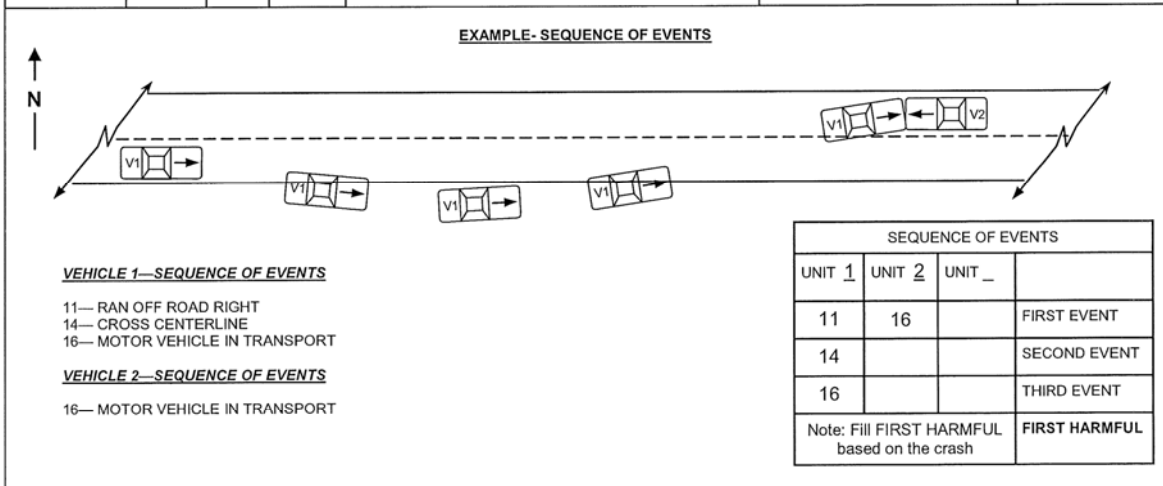 EXAMPLE- SEQUENCE OF EVENTS
N
V1
V1
V1
V1
V1
V2
VEHICLE 1—SEQUENCE OF EVENTS
11— RAN OFF ROAD RIGHT
14— CROSS CENTERLINE
16— MOTOR VEHICLE IN TRANSPORT
VEHICLE 2—SEQUENCE OF EVENTS
16— MOTOR VEHICLE IN TRANSPORT
SEQUENCE OF EVENTS
UNIT 1 UNIT 2 UNIT _
11 16 FIRST EVENT
14 SECOND EVENT
16 THIRD EVENT
Note: Fill FIRST HARMFUL FIRST HARMFUL
based on the crash